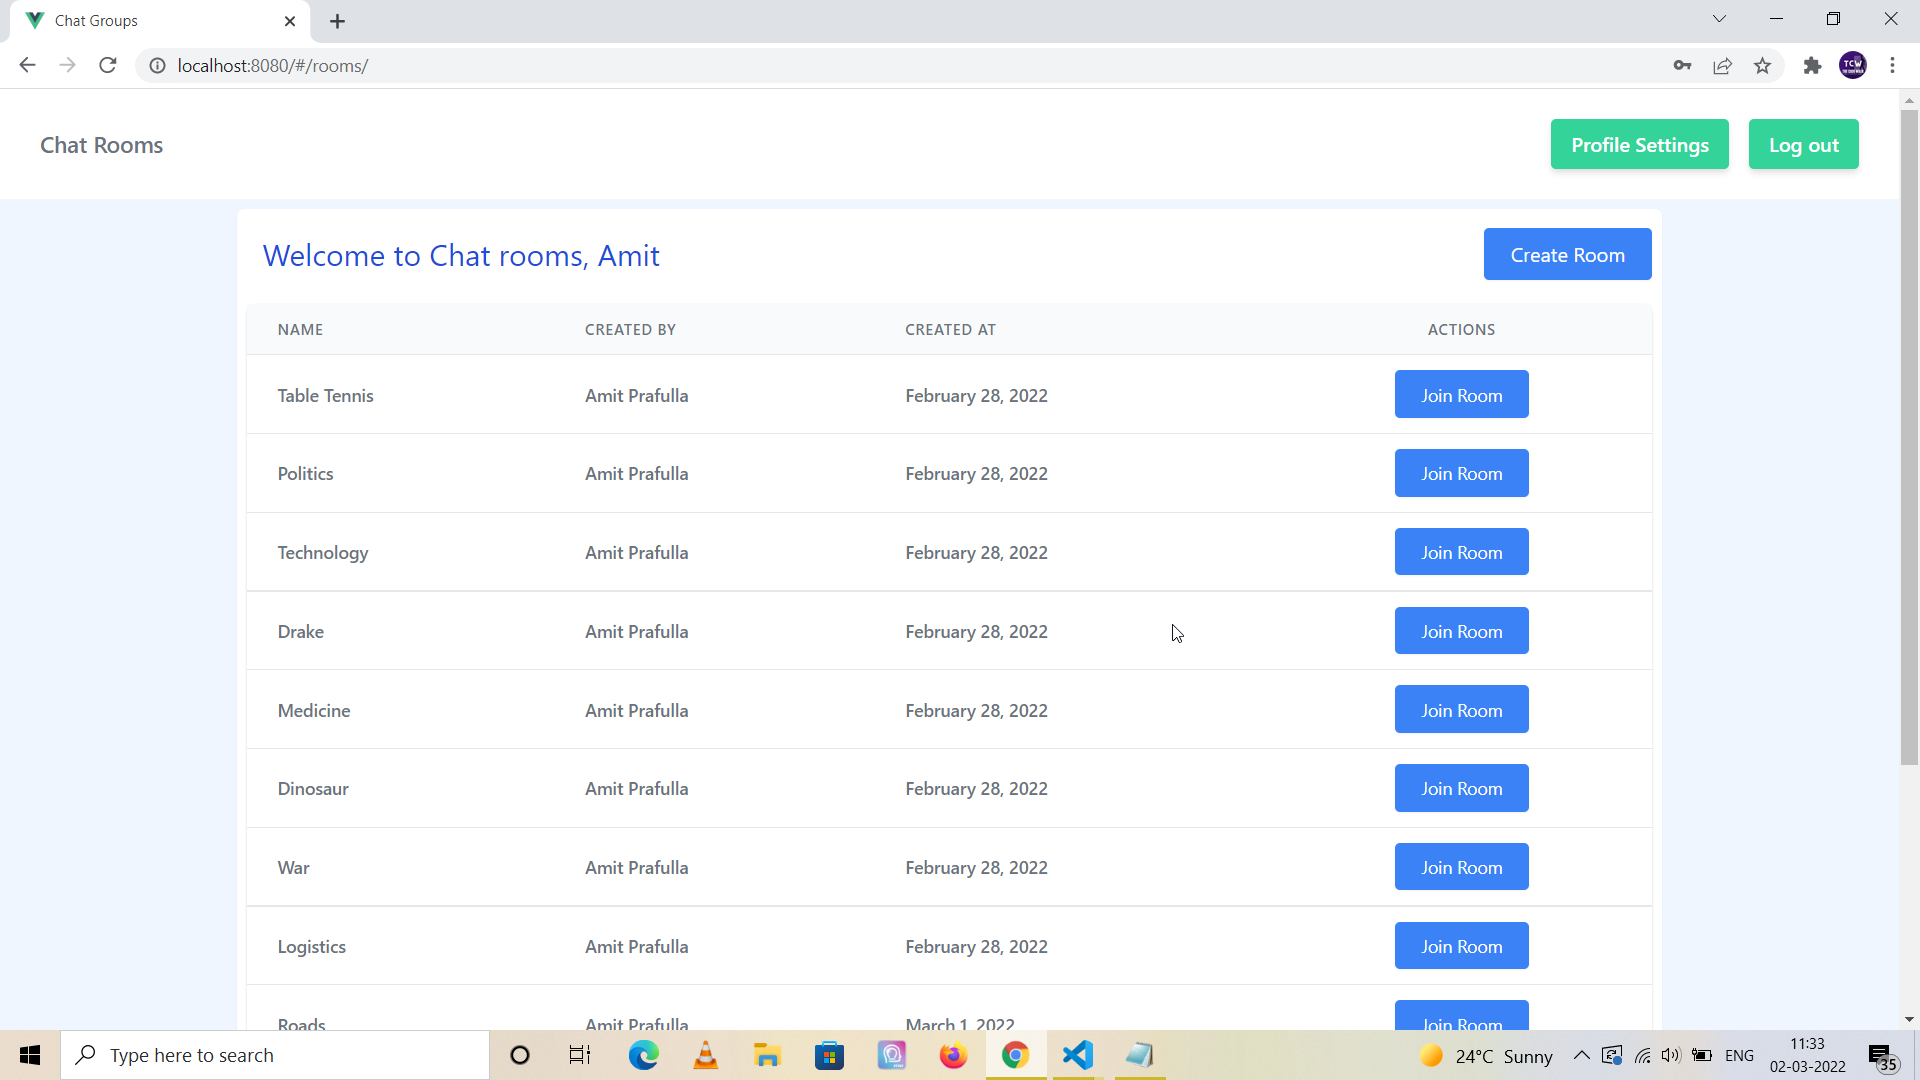 Chat Groups
localhost:8080/#/rooms/
TCW
Chat Rooms
Profile Settings
Log out
Welcome to Chat rooms, Amit
Create Room
NAME CREATED BY CREATED AT ACTIONS
Table Tennis Amit Prafulla February 28, 2022 Join Room
Politics Amit Prafulla February 28, 2022 Join Room
Technology Amit Prafulla February 28, 2022 Join Room
Drake Amit Prafulla February 28, 2022 Join Room
Medicine Amit Prafulla February 28, 2022 Join Room
Dinosaur Amit Prafulla February 28, 2022 Join Room
War Amit Prafulla February 28, 2022 Join Room
Logistics Amit Prafulla February 28, 2022 Join Room
Roads Amit Prafulla March 1, 2022 Join Room
Type here to search
24°C Sunny
ENG
11:33
02-03-2022
35